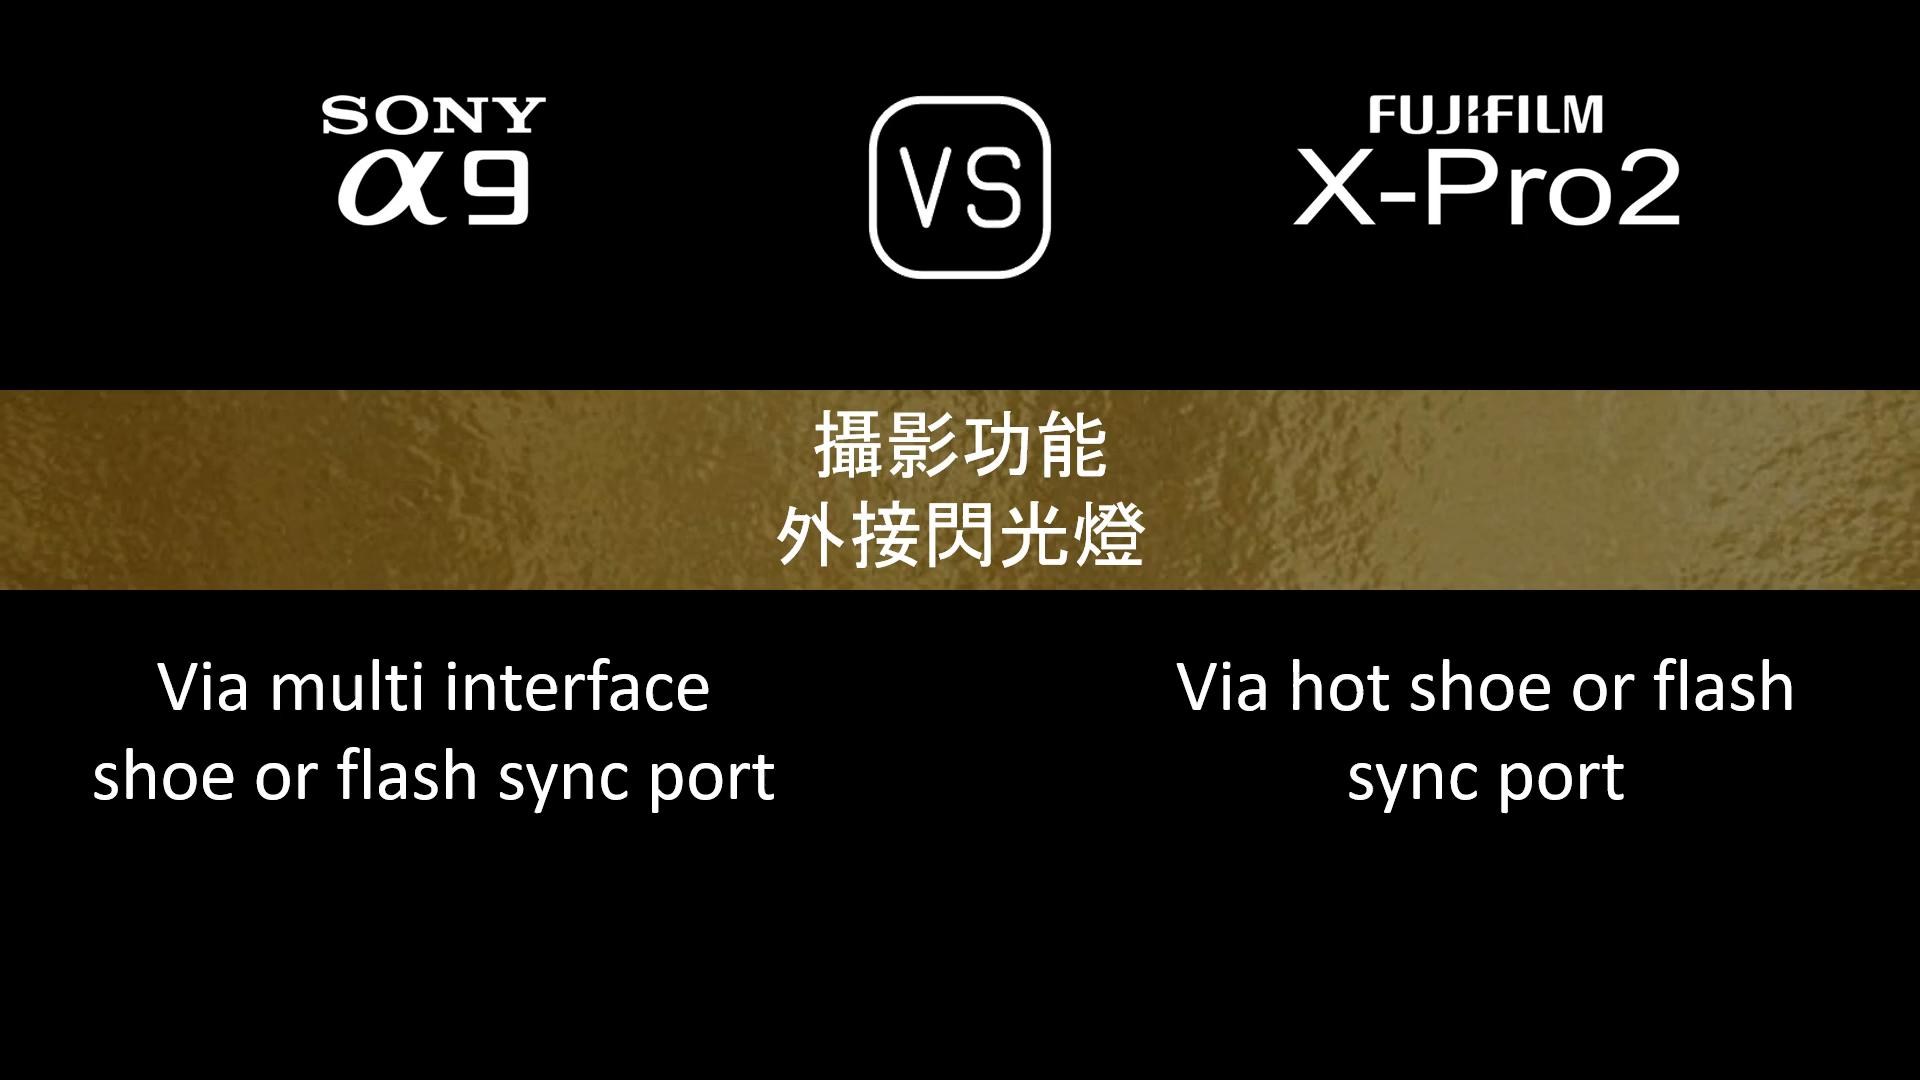 SONY
α9
VS
FUJIFILM
X-Pro2
攝影功能
外接閃光燈
Via multi interface
shoe or flash sync port
Via hot shoe or flash
sync port